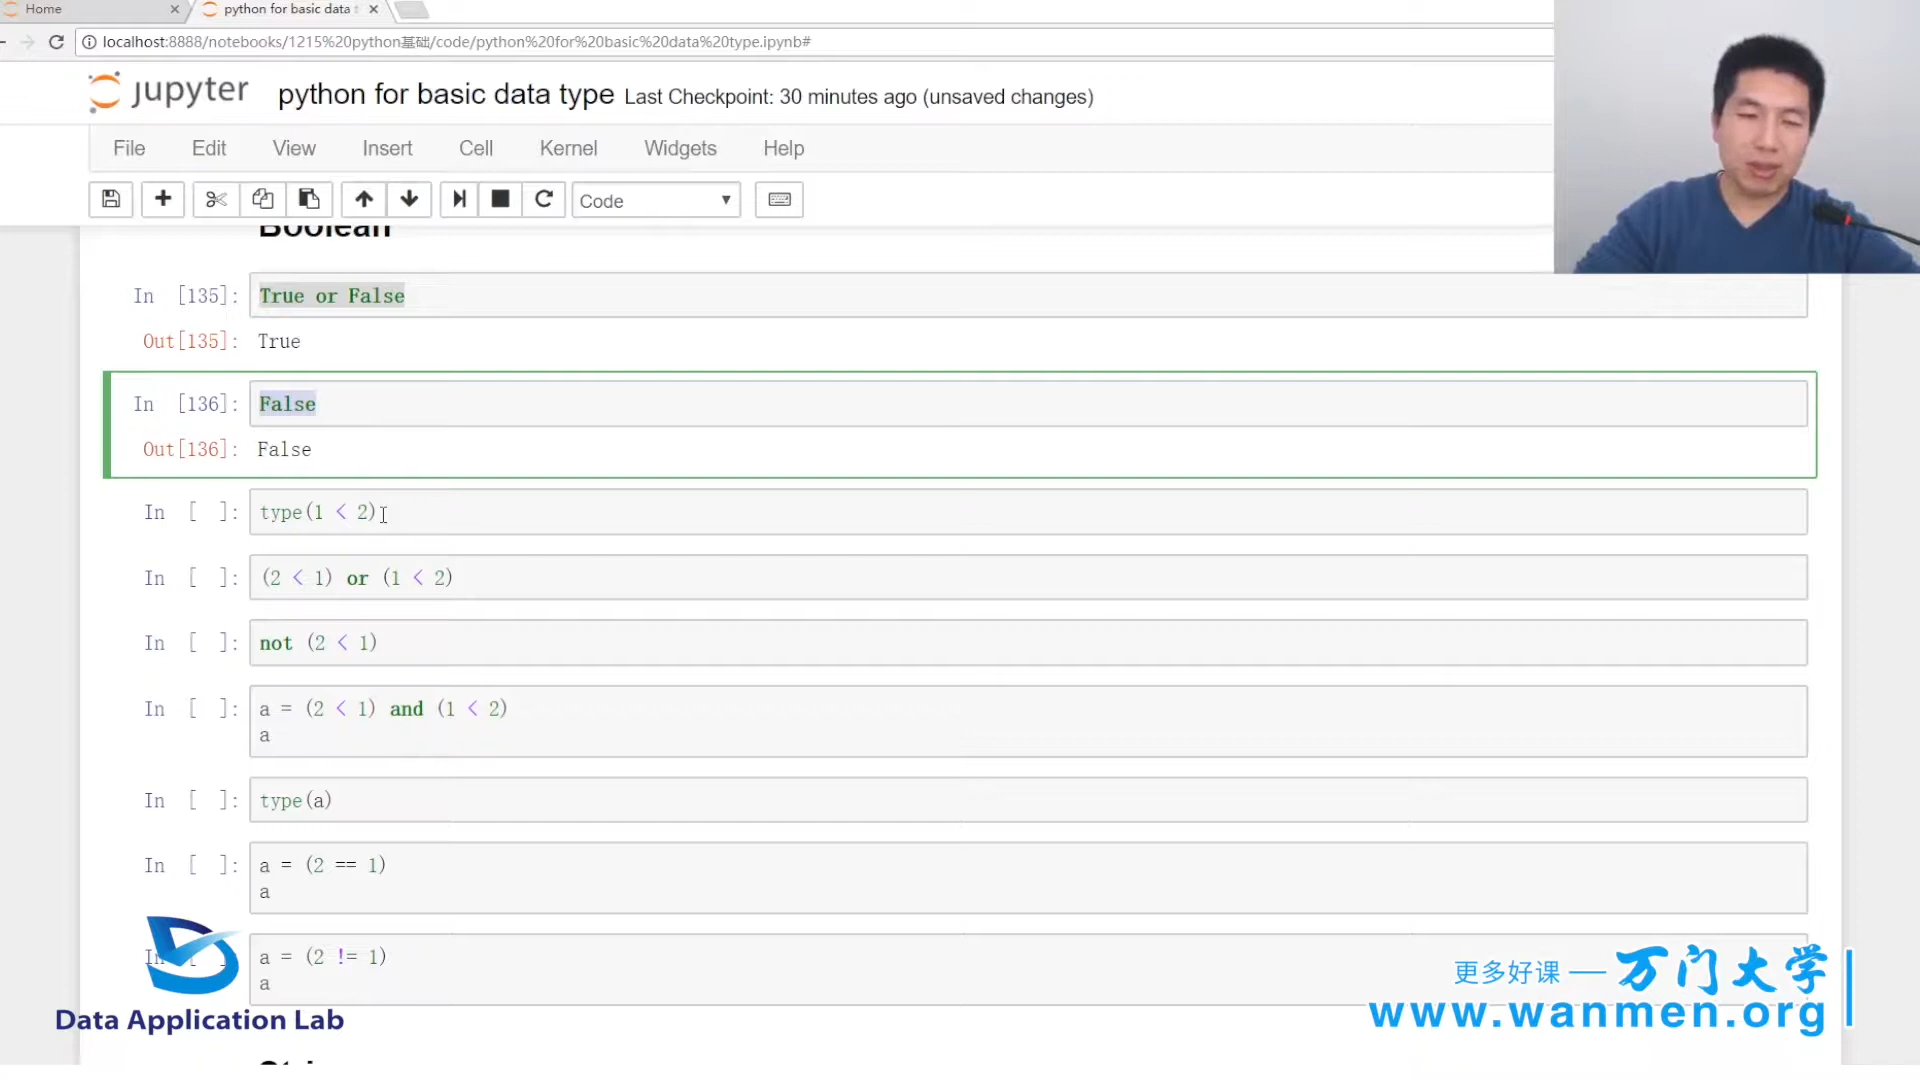 Home
python for basic data t
localhost:8888/notebooks/1215%20python基础/code/python%20for%20basic%20data%20type.ipynb#
jupyter python for basic data type Last Checkpoint: 30 minutes ago (unsaved changes)
File Edit View Insert Cell Kernel Widgets Help
Code
Boolean
In [135]: True or False
Out[135]: True
In [136]: False
Out[136]: False
In [ ]: type(1 < 2)
In [ ]: (2 < 1) or (1 < 2)
In [ ]: not (2 < 1)
In [ ]: a = (2 < 1) and (1 < 2)
a
In [ ]: type(a)
In [ ]: a = (2 == 1)
a
In [ ]: a = (2 != 1)
a
Data Application Lab
更多好课 — 万门大学
www.wanmen.org